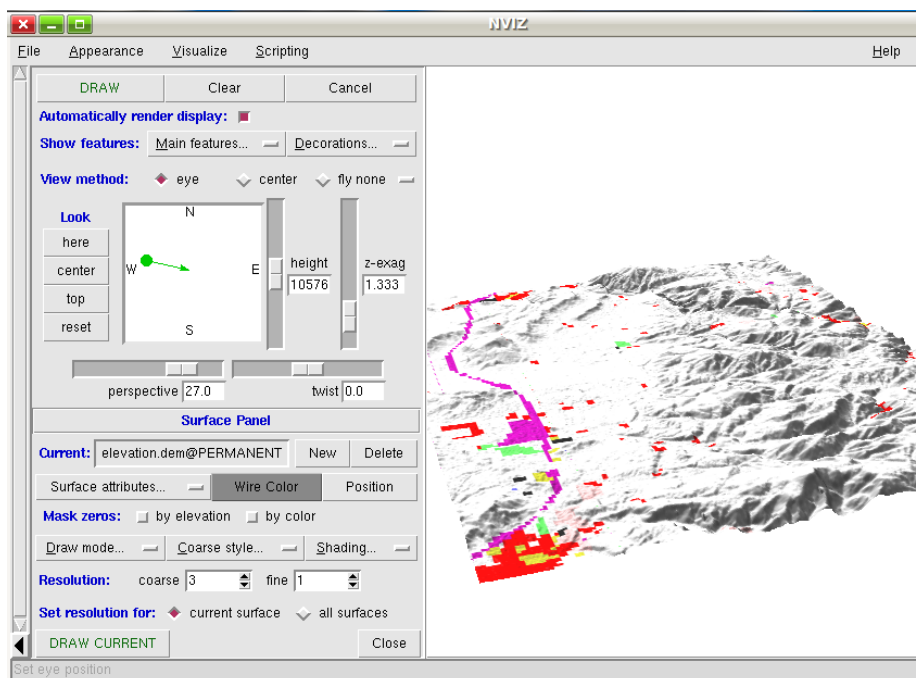 NVIZ
File Appearance Visualize Scripting Help
DRAW Clear Cancel
Automatically render display:
Show features: Main features... Decorations...
View method: eye center fly none
Look
N
here
W E
height z-exag
center
10576 1.333
top
reset
S
perspective 27.0 twist 0.0
Surface Panel
Current: elevation.dem@PERMANENT New Delete
Surface attributes... Wire Color Position
Mask zeros: by elevation by color
Draw mode... Coarse style... Shading...
Resolution: coarse 3 fine 1
Set resolution for: current surface all surfaces
DRAW CURRENT Close
Set eye position